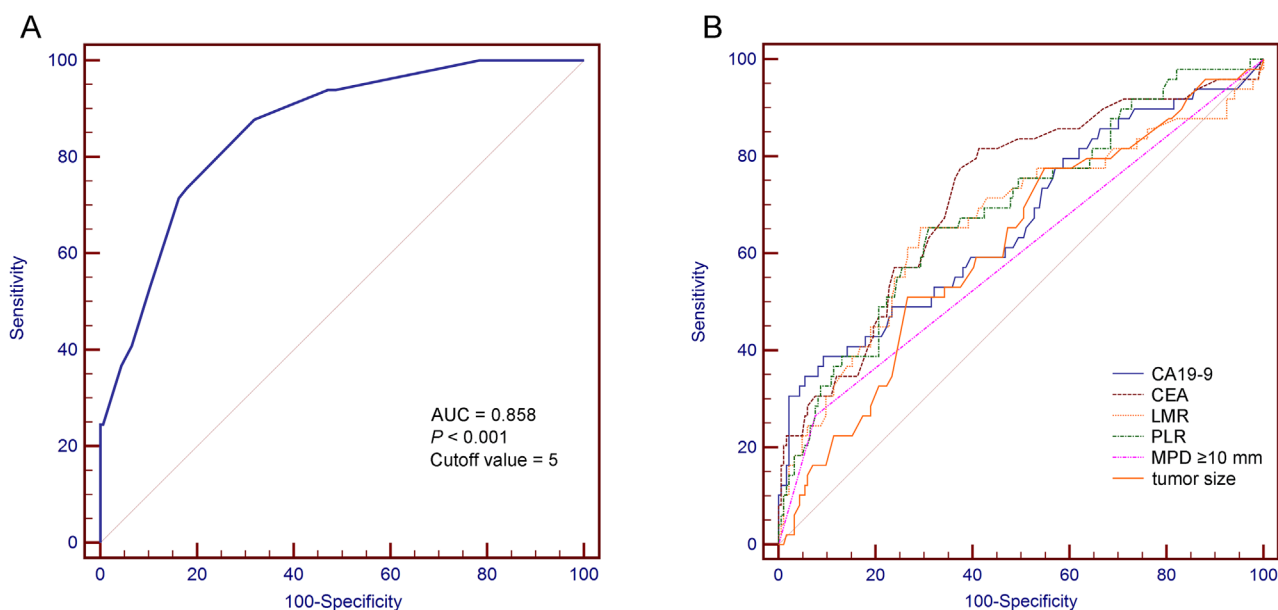 A
100
80
60
40
20
0
Sensitivity
AUC = 0.858
P < 0.001
Cutoff value = 5
0 20 40 60 80 100
100-Specificity
B
100
80
60
40
20
0
Sensitivity
CA19-9
CEA
LMR
PLR
MPD ≥10 mm
tumor size
0 20 40 60 80 100
100-Specificity